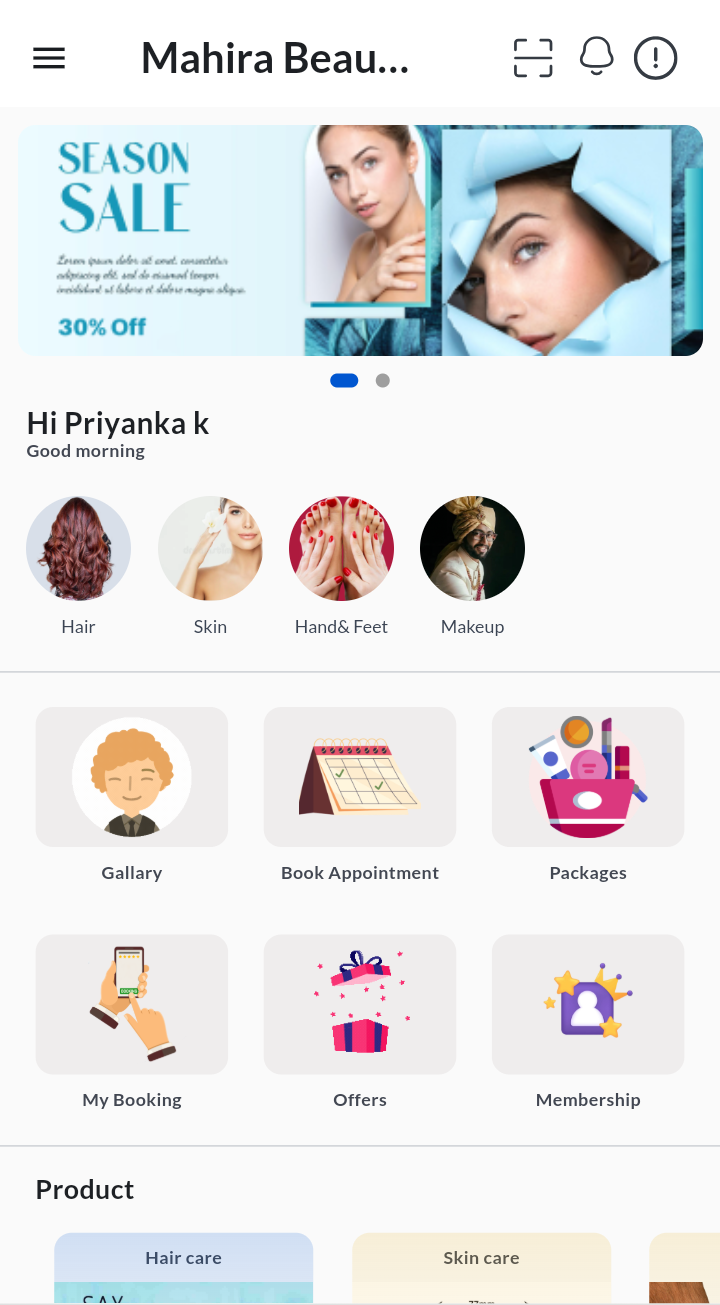 Mahira Beau...
SEASON
SALE
Lorem ipsum dolor sit amet, consectetur
adipiscing elit, sed do eiusmod tempor
incididunt ut labore et dolore magna aliqua.
30% Off
Hi Priyanka k
Good morning
Hair Skin Hand& Feet Makeup
Gallary Book Appointment Packages
My Booking Offers Membership
Product
Hair care Skin care
SAY